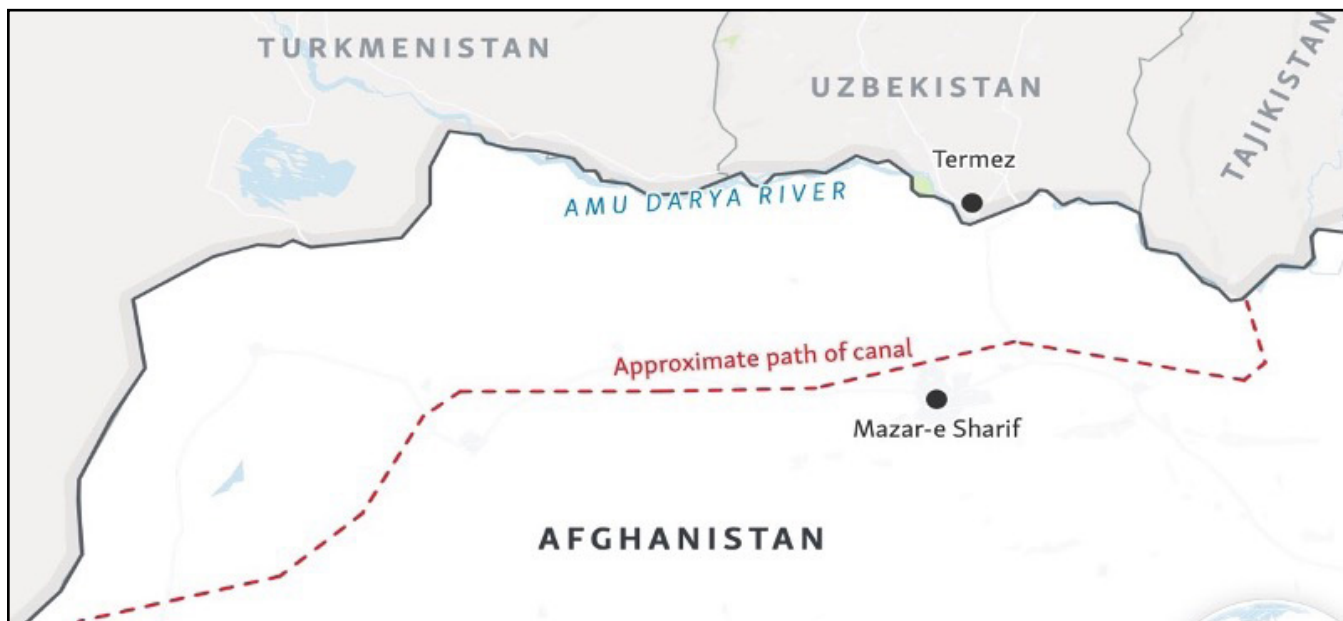 TURKMENISTAN
UZBEKISTAN
TAJIKISTAN
Termez
AMU DARYA RIVER
Approximate path of canal
Mazar-e Sharif
AFGHANISTAN